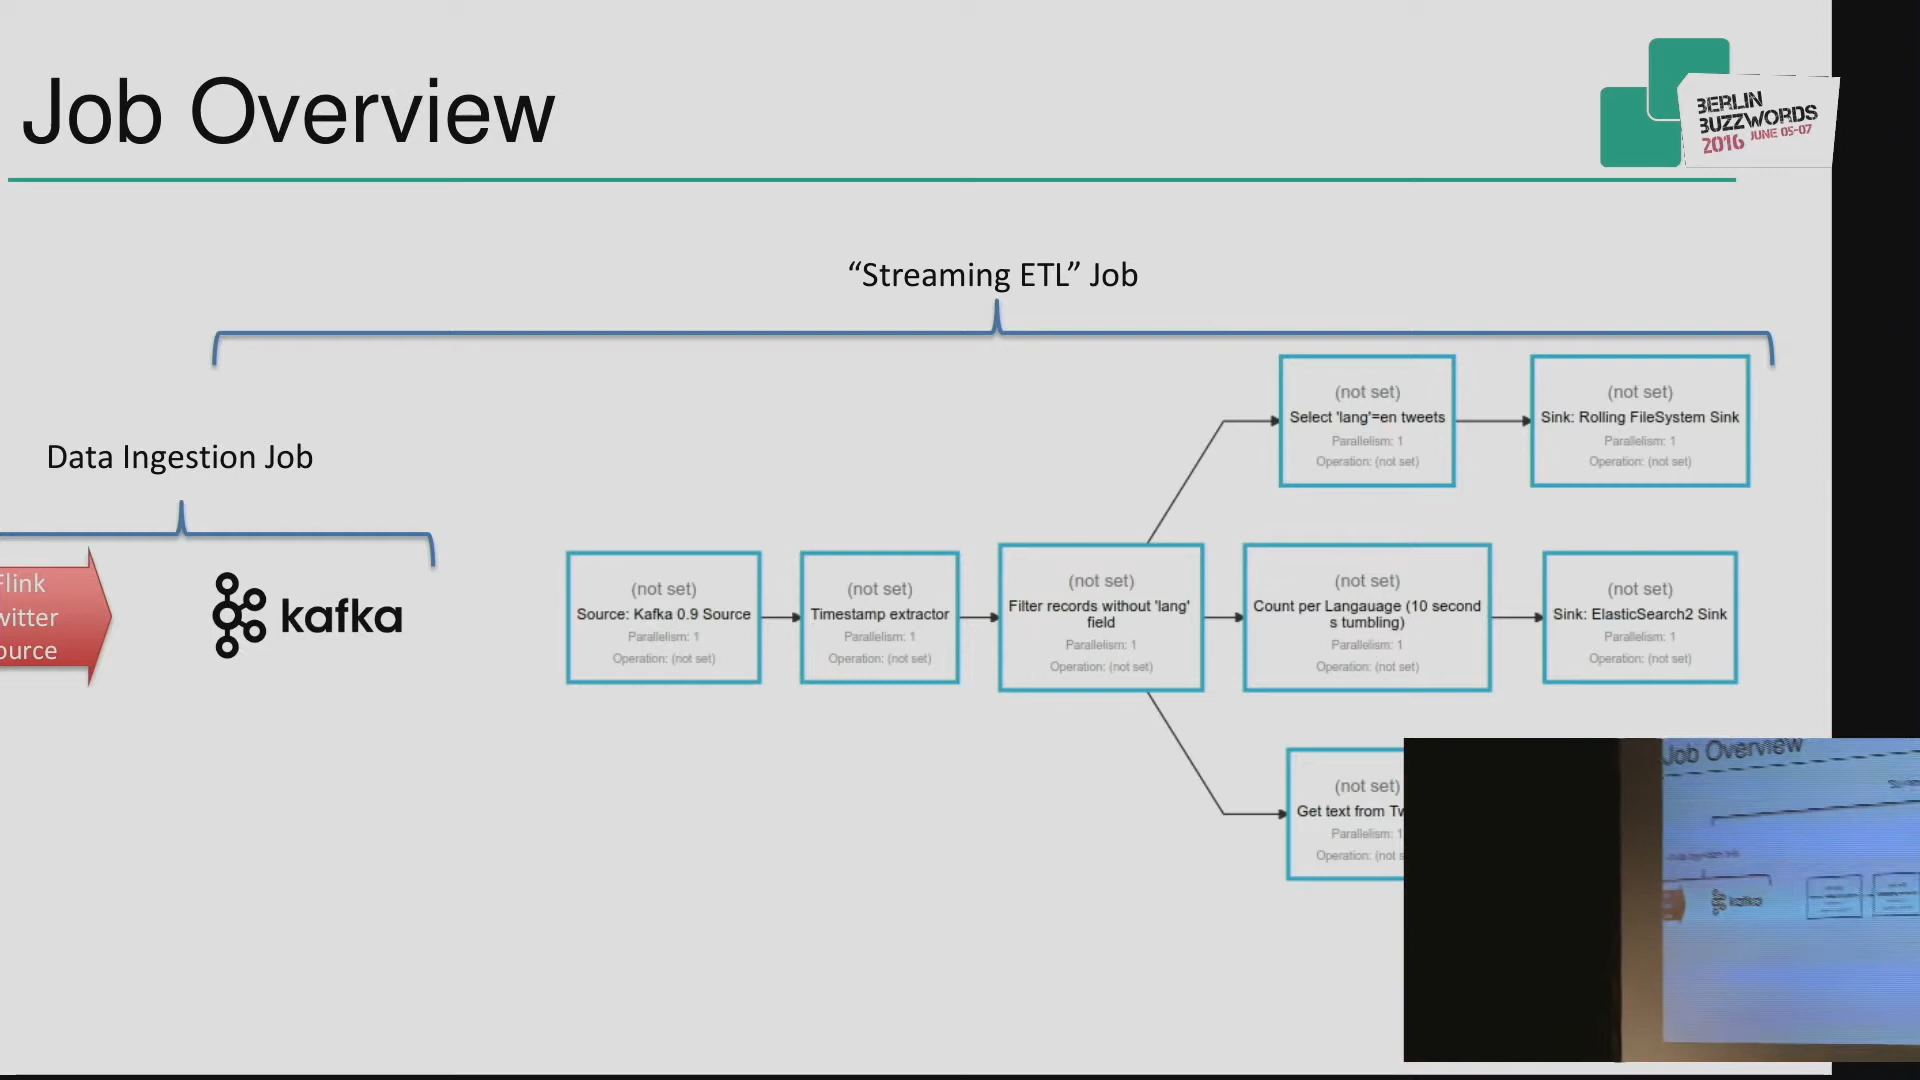 Job Overview
BERLIN
BUZZWORDS
2016 JUNE 05-07
“Streaming ETL” Job
Data Ingestion Job
kafka
(not set)
Source: Kafka 0.9 Source
Parallelism: 1
Operation: (not set)
(not set)
Timestamp extractor
Parallelism: 1
Operation: (not set)
(not set)
Filter records without 'lang'
field
Parallelism: 1
Operation: (not set)
(not set)
Select 'lang'=en tweets
Parallelism: 1
Operation: (not set)
(not set)
Sink: Rolling FileSystem Sink
Parallelism: 1
Operation: (not set)
(not set)
Count per Langauage (10 second
s tumbling)
Parallelism: 1
Operation: (not set)
(not set)
Sink: ElasticSearch2 Sink
Parallelism: 1
Operation: (not set)
(not set)
Get text from
Parallelism: 1
Operation: (not
Job Overview
kafka